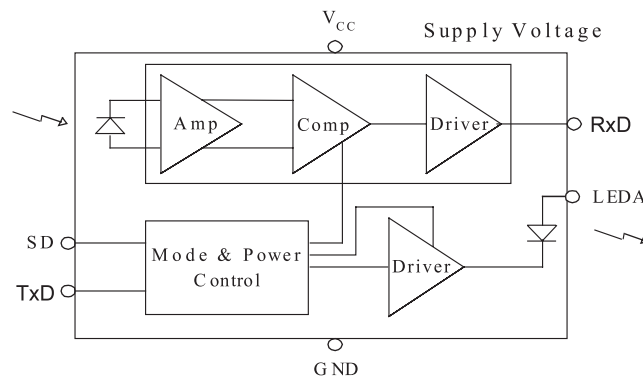 VCC
Supply Voltage
Amp
Comp
Driver
RxD
LEDA
SD
Mode & Power
Control
Driver
TxD
GND